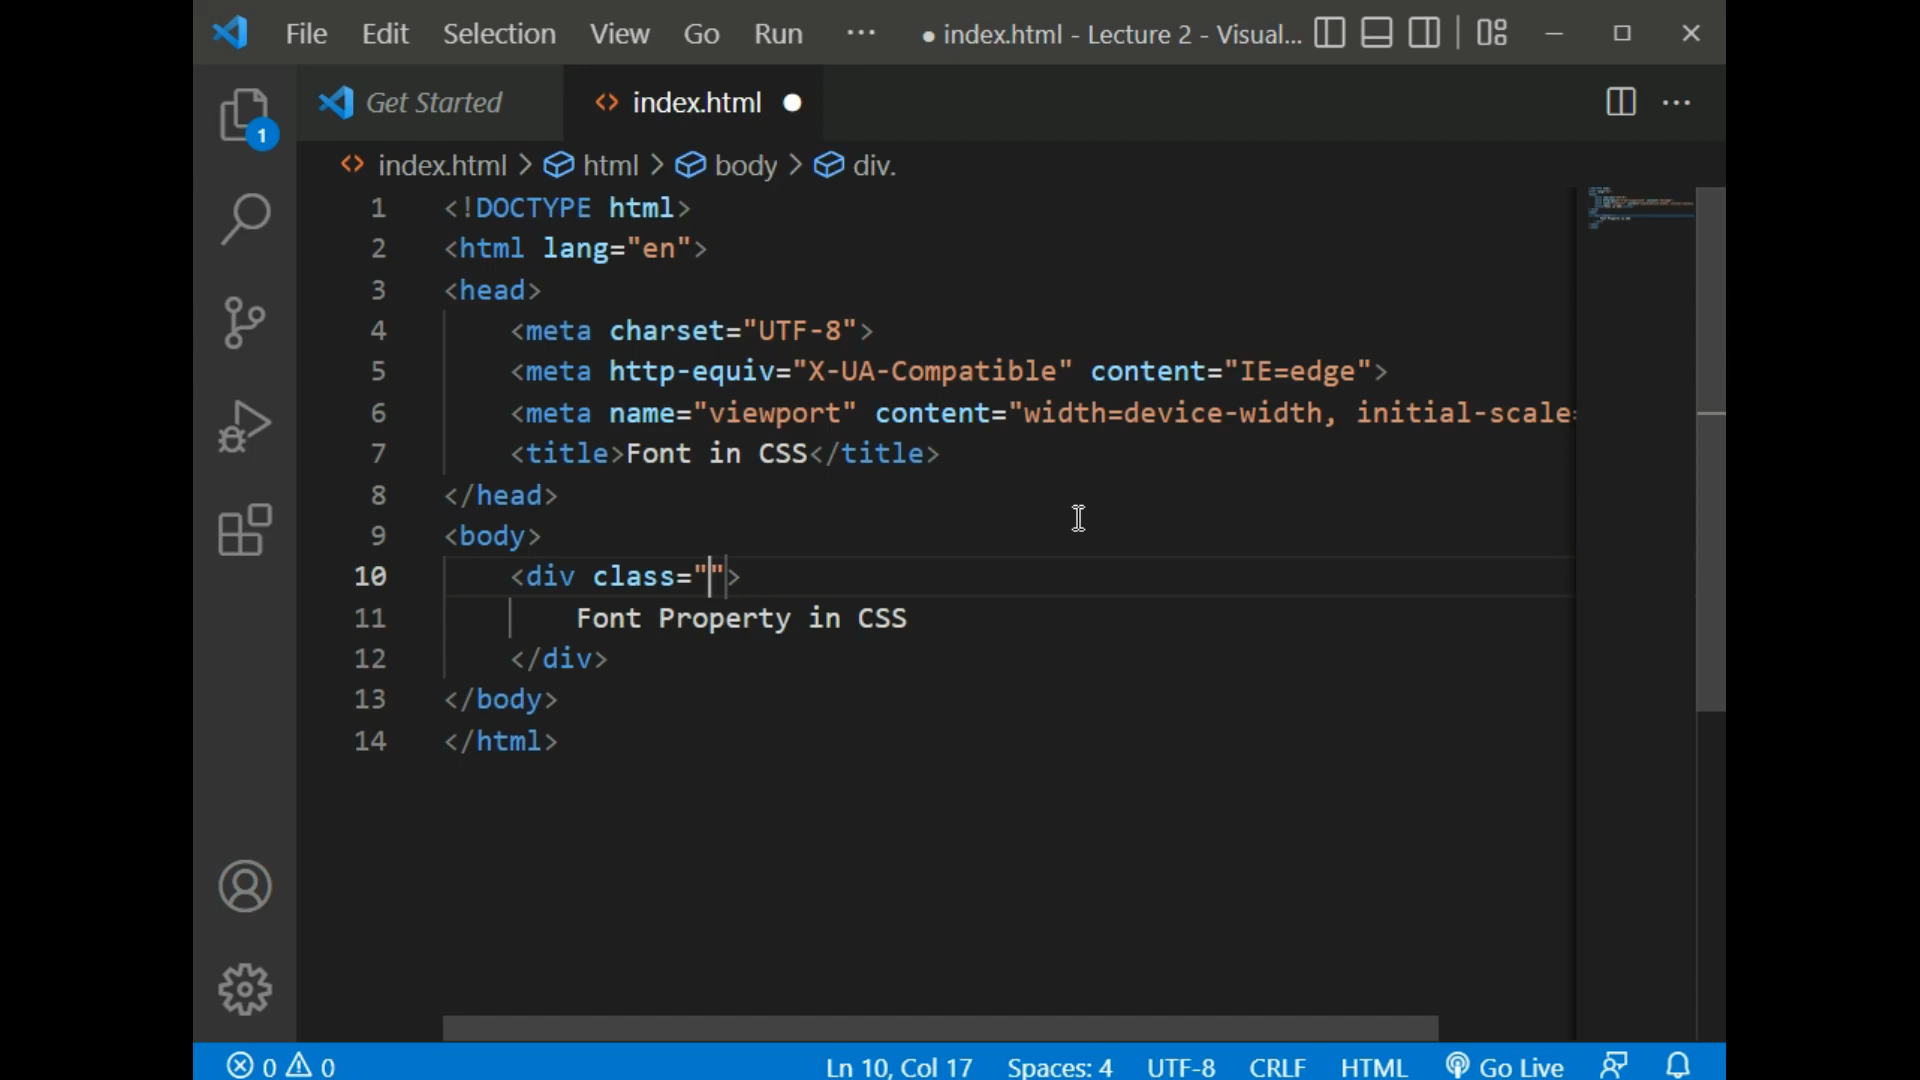 File Edit Selection View Go Run ··· ● index.html - Lecture 2 - Visual...
Get Started <> index.html ● ···
<> index.html > html > body > div.
1 <!DOCTYPE html>
2 <html lang="en">
3 <head>
4 <meta charset="UTF-8">
5 <meta http-equiv="X-UA-Compatible" content="IE=edge">
6 <meta name="viewport" content="width=device-width, initial-scale=
7 <title>Font in CSS</title>
8 </head>
9 <body>
10 <div class="">
11 Font Property in CSS
12 </div>
13 </body>
14 </html>
1
0 0 Ln 10, Col 17 Spaces: 4 UTF-8 CRLF HTML Go Live